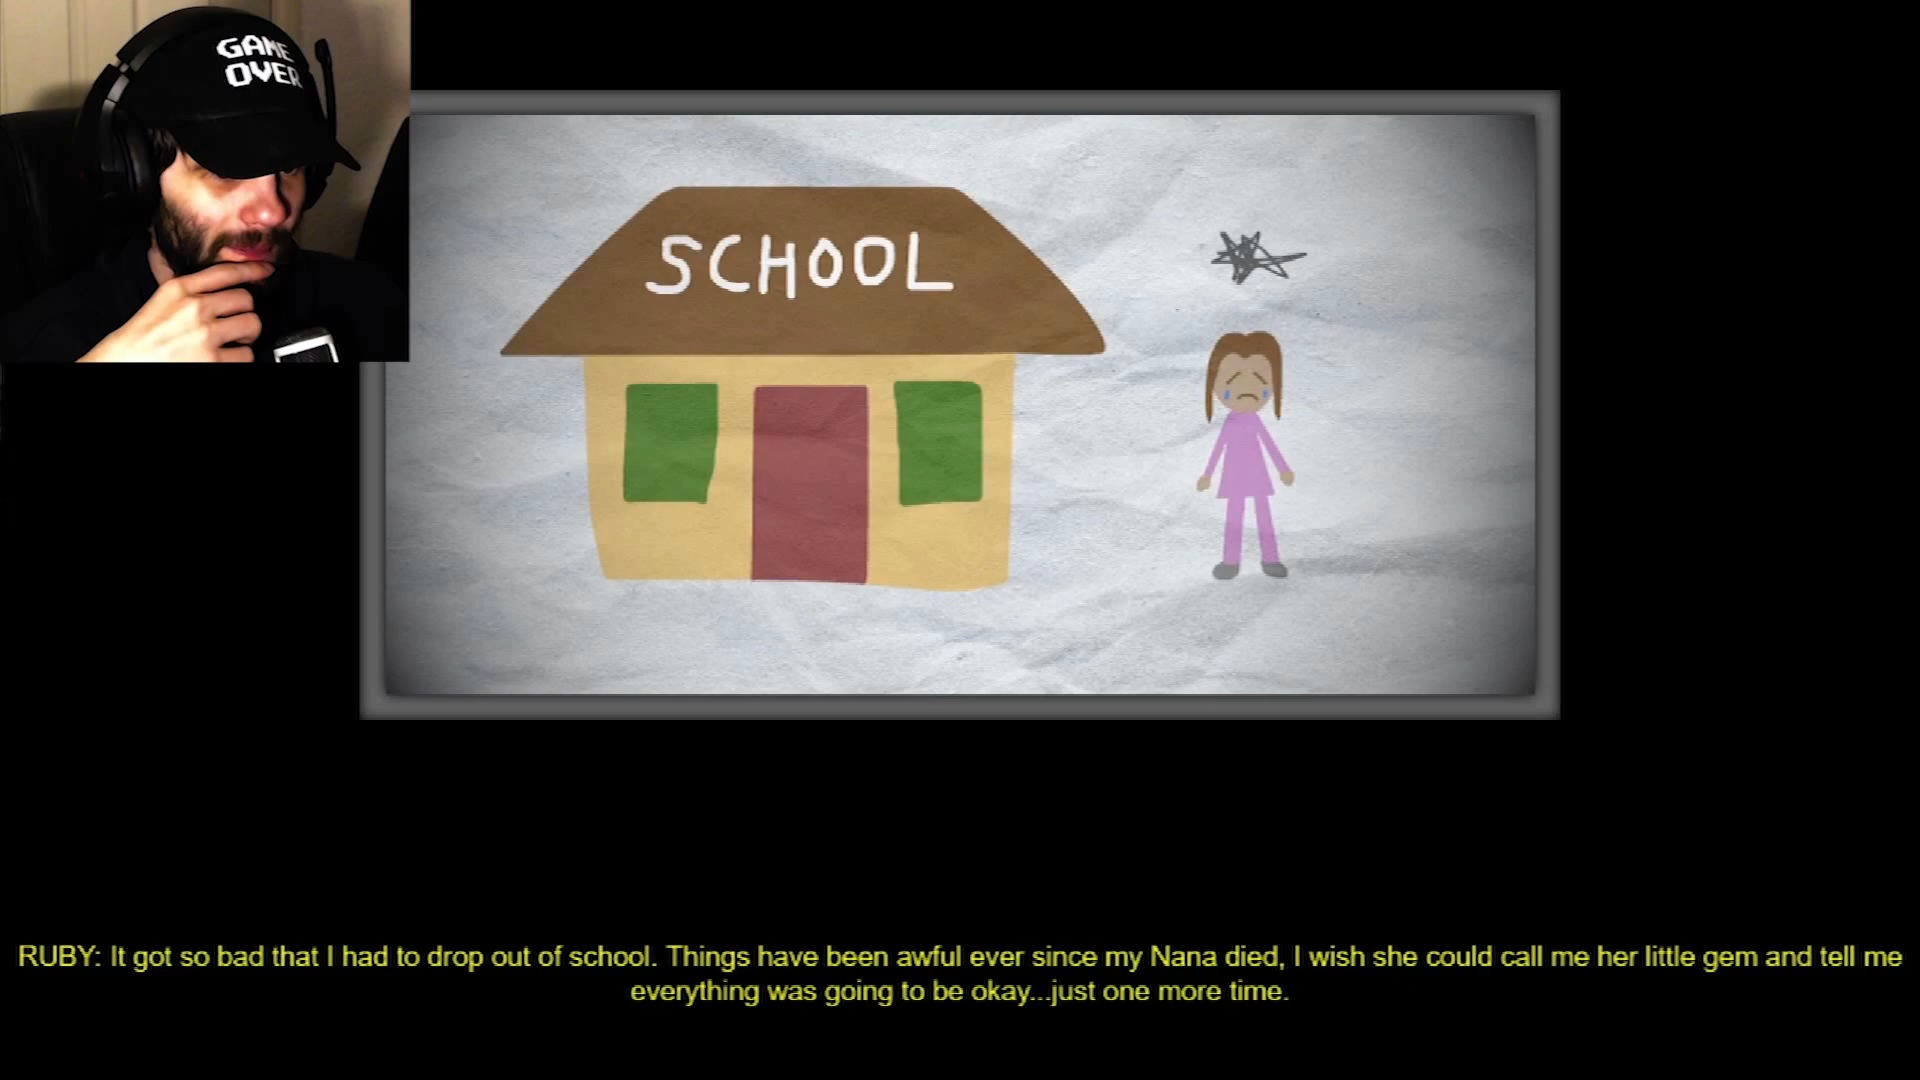 GAME
OVER
SCHOOL
RUBY: It got so bad that I had to drop out of school. Things have been awful ever since my Nana died, I wish she could call me her little gem and tell me
everything was going to be okay...just one more time.